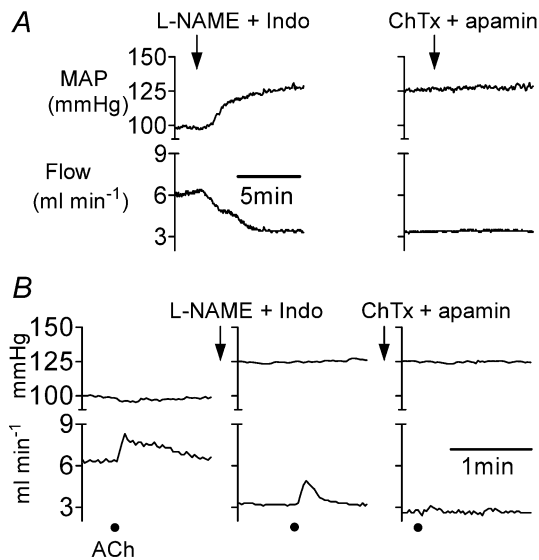 A
L-NAME + Indo
ChTx + apamin
MAP
(mmHg)
150
125
100
Flow
(ml min⁻¹)
9
6
3
5min
B
L-NAME + Indo
ChTx + apamin
mmHg
150
125
100
ml min⁻¹
9
6
3
1min
ACh